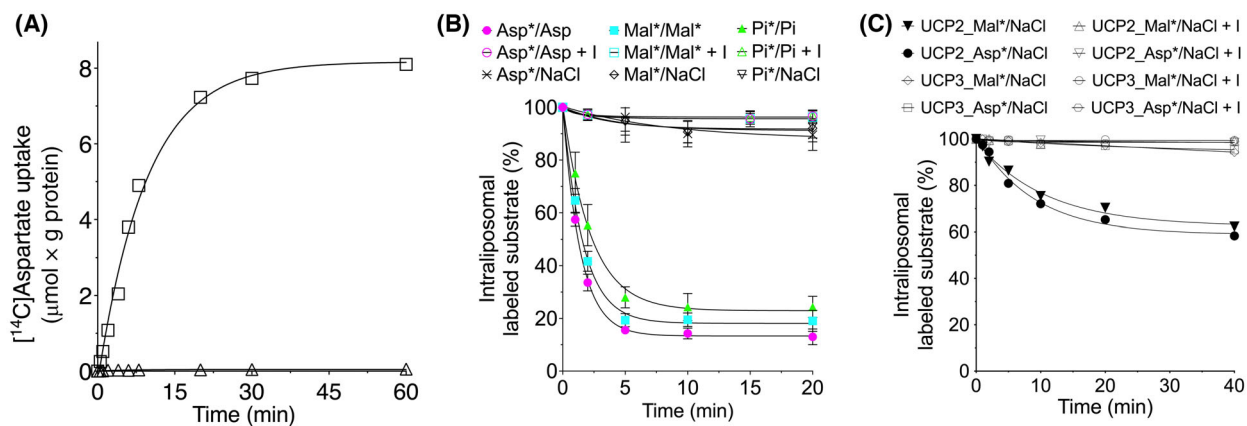 (A)
[¹⁴C]Aspartate uptake
(µmol × g protein)
8
6
4
2
0
0
15
30
45
60
Time (min)
(B)
Asp*/Asp
Mal*/Mal*
Pi*/Pi
Asp*/Asp + I
Mal*/Mal* + I
Pi*/Pi + I
Asp*/NaCl
Mal*/NaCl
Pi*/NaCl
Intraliposomal
labeled substrate (%)
100
80
60
40
20
0
0
5
10
15
20
Time (min)
(C)
UCP2_Mal*/NaCl
UCP2_Mal*/NaCl + I
UCP2_Asp*/NaCl
UCP2_Asp*/NaCl + I
UCP3_Mal*/NaCl
UCP3_Mal*/NaCl + I
UCP3_Asp*/NaCl
UCP3_Asp*/NaCl + I
Intraliposomal
labeled substrate (%)
100
80
60
40
20
0
0
10
20
30
40
Time (min)